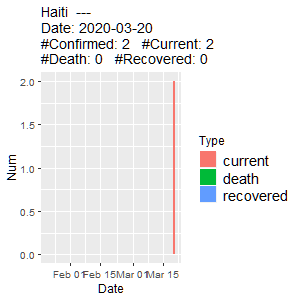 Haiti  ---
Date: 2020-03-20
#Confirmed: 2   #Current: 2
#Death: 0   #Recovered: 0
2.0
1.5
1.0
0.5
0.0
Num
Feb 01 Feb 15 Mar 01 Mar 15
Date
Type
current
death
recovered